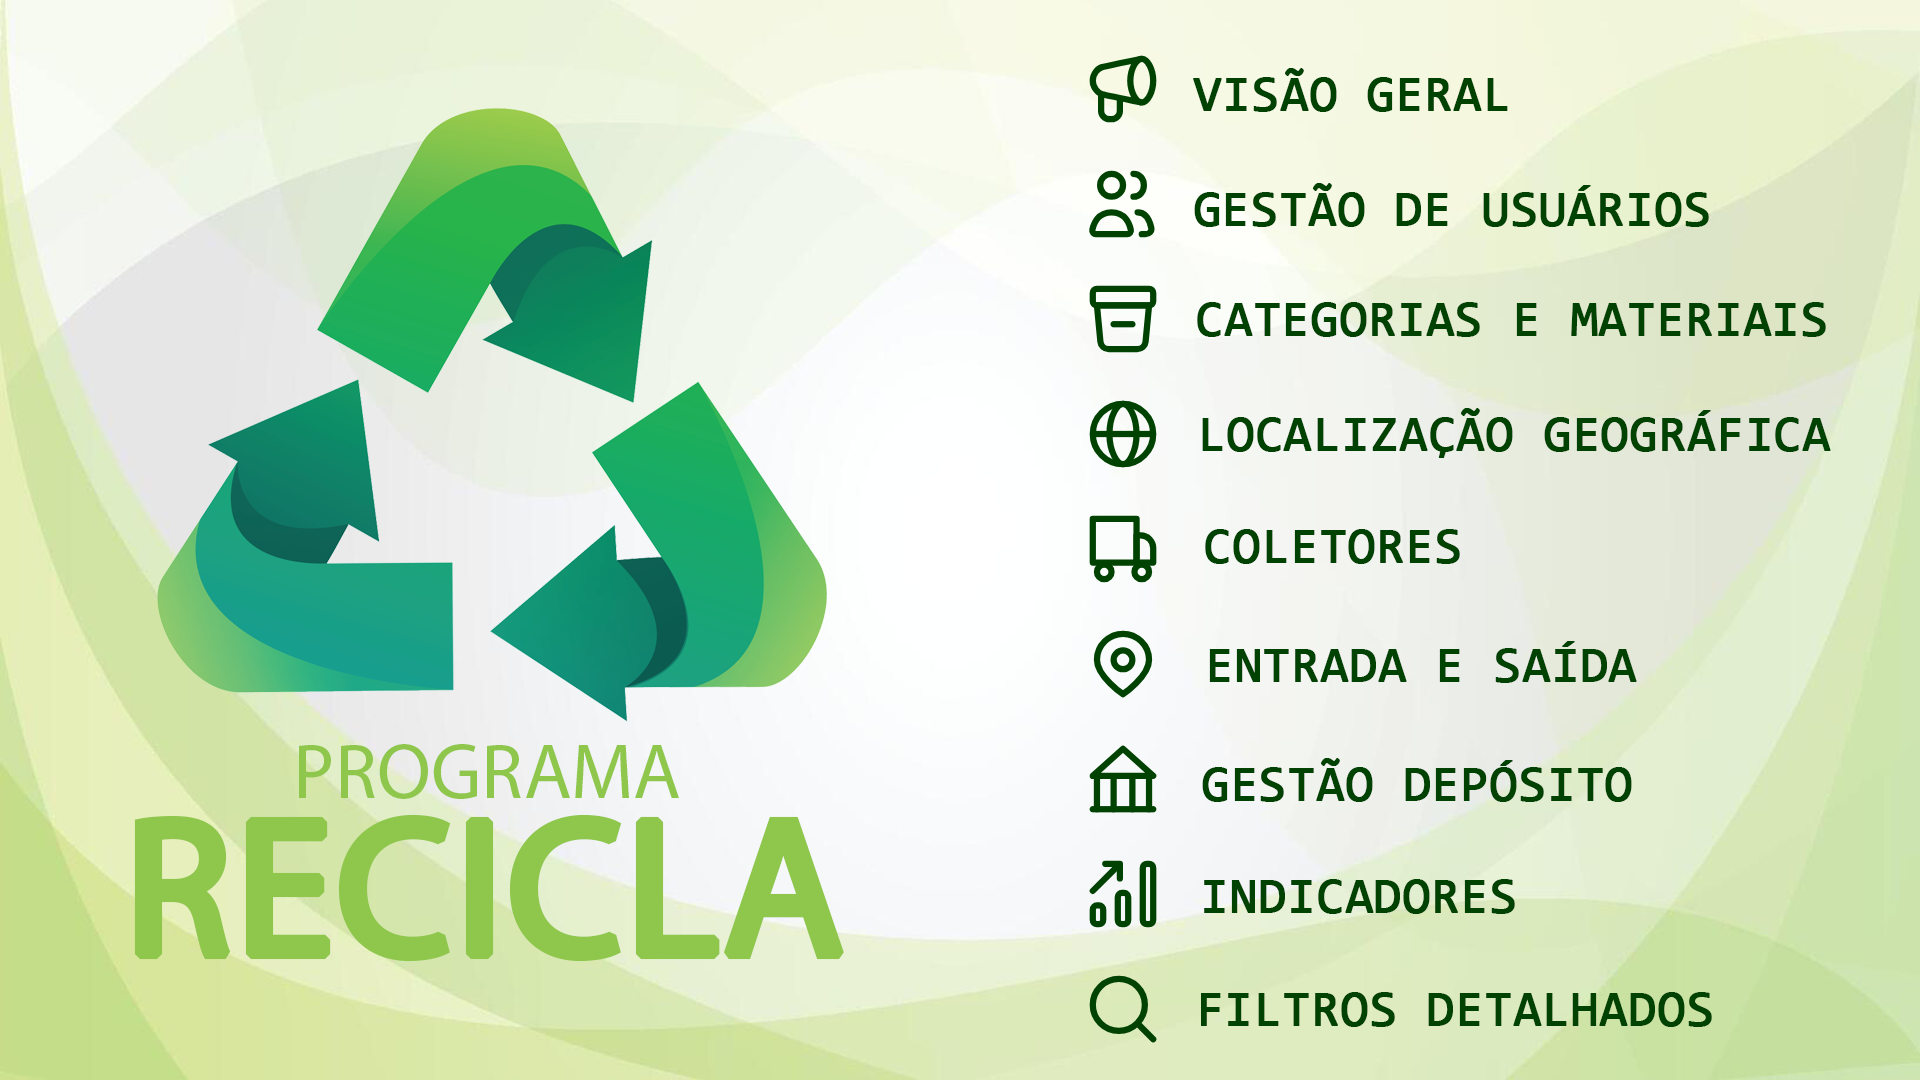 PROGRAMA
RECICLA
VISÃO GERAL
GESTÃO DE USUÁRIOS
CATEGORIAS E MATERIAIS
LOCALIZAÇÃO GEOGRÁFICA
COLETORES
ENTRADA E SAÍDA
GESTÃO DEPÓSITO
INDICADORES
FILTROS DETALHADOS